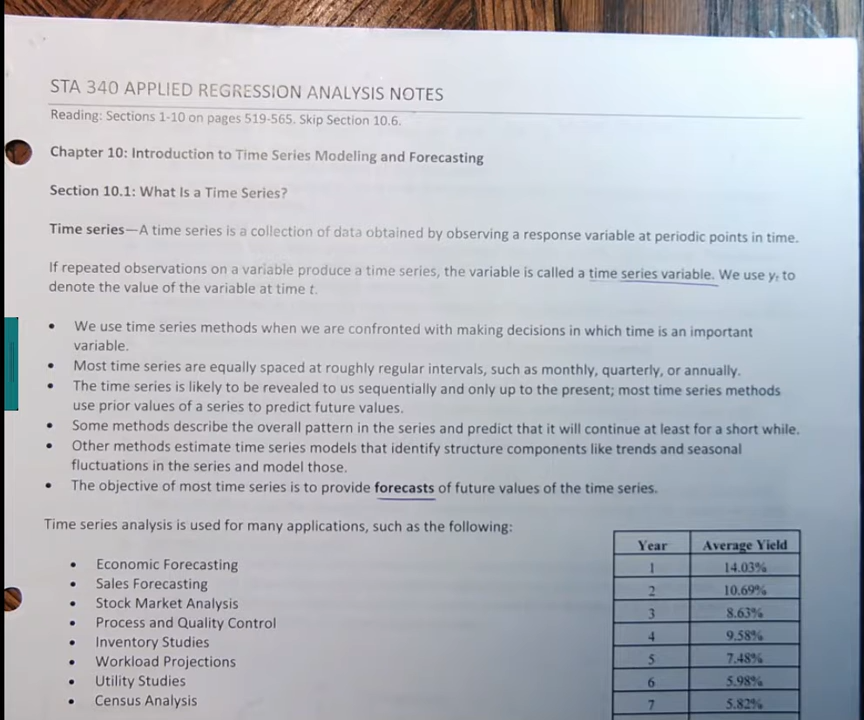 STA 340 APPLIED REGRESSION ANALYSIS NOTES
Reading: Sections 1-10 on pages 519-565. Skip Section 10.6.
Chapter 10: Introduction to Time Series Modeling and Forecasting
Section 10.1: What Is a Time Series?
Time series—A time series is a collection of data obtained by observing a response variable at periodic points in time.
If repeated observations on a variable produce a time series, the variable is called a time series variable. We use yₜ to
denote the value of the variable at time t.
• We use time series methods when we are confronted with making decisions in which time is an important
variable.
• Most time series are equally spaced at roughly regular intervals, such as monthly, quarterly, or annually.
• The time series is likely to be revealed to us sequentially and only up to the present; most time series methods
use prior values of a series to predict future values.
• Some methods describe the overall pattern in the series and predict that it will continue at least for a short while.
• Other methods estimate time series models that identify structure components like trends and seasonal
fluctuations in the series and model those.
• The objective of most time series is to provide forecasts of future values of the time series.
Time series analysis is used for many applications, such as the following:
• Economic Forecasting
• Sales Forecasting
• Stock Market Analysis
• Process and Quality Control
• Inventory Studies
• Workload Projections
• Utility Studies
• Census Analysis
Year Average Yield
1 14.03%
2 10.69%
3 8.63%
4 9.58%
5 7.48%
6 5.98%
7 5.82%